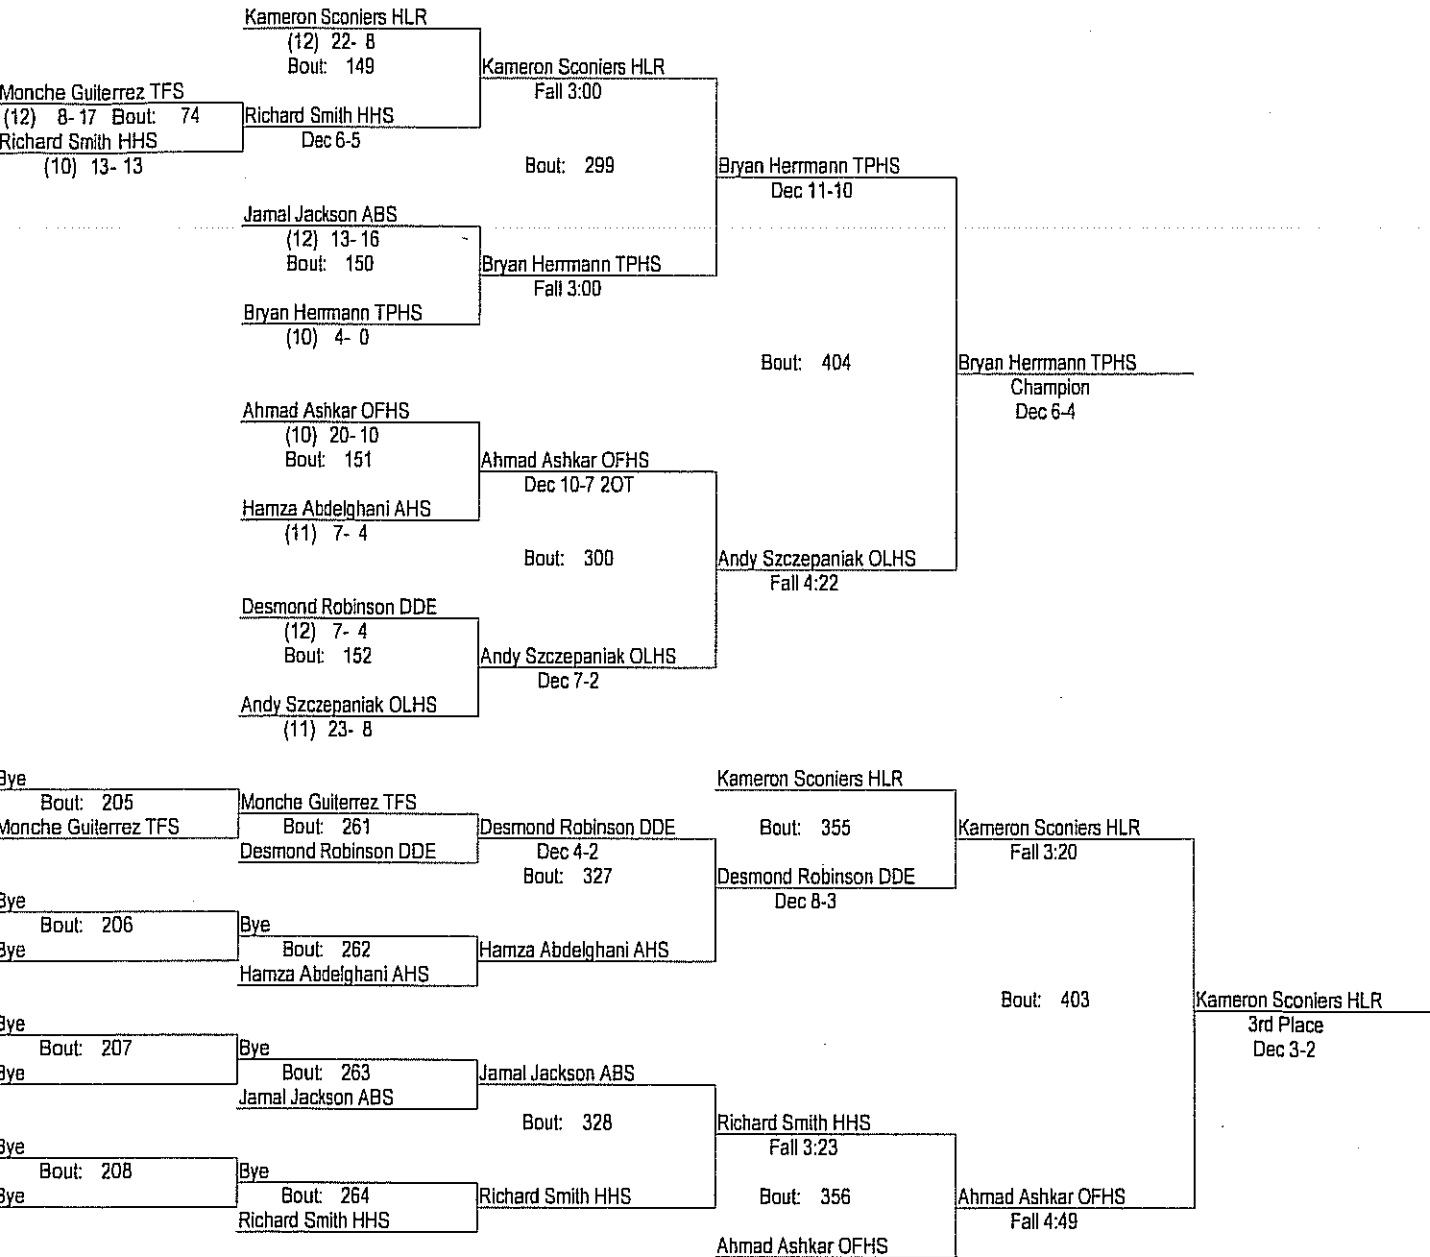 Kameron Sconiers HLR
(12) 22- 8
Bout: 149
Kameron Sconiers HLR
Fall 3:00
Monche Guiterrez TFS
(12) 8-17 Bout: 74
Richard Smith HHS
(10) 13- 13
Richard Smith HHS
Dec 6-5
Bout: 299
Bryan Herrmann TPHS
Dec 11-10
Jamal Jackson ABS
(12) 13-16
Bout: 150
Bryan Herrmann TPHS
Fall 3:00
Bryan Herrmann TPHS
(10) 4- 0
Bout: 404
Bryan Herrmann TPHS
Champion
Dec 6-4
Ahmad Ashkar OFHS
(10) 20-10
Bout: 151
Ahmad Ashkar OFHS
Dec 10-7 2OT
Hamza Abdelghani AHS
(11) 7- 4
Bout: 300
Andy Szczepaniak OLHS
Fall 4:22
Desmond Robinson DDE
(12) 7- 4
Bout: 152
Andy Szczepaniak OLHS
Dec 7-2
Andy Szczepaniak OLHS
(11) 23- 8
Bye
Bout: 205
Monche Guiterrez TFS
Monche Guiterrez TFS
Bout: 261
Desmond Robinson DDE
Desmond Robinson DDE
Dec 4-2
Bout: 327
Kameron Sconiers HLR
Bout: 355
Desmond Robinson DDE
Dec 8-3
Kameron Sconiers HLR
Fall 3:20
Bye
Bout: 206
Bye
Bye
Bout: 262
Hamza Abdelghani AHS
Hamza Abdelghani AHS
Bout: 403
Kameron Sconiers HLR
3rd Place
Dec 3-2
Bye
Bout: 207
Bye
Bye
Bout: 263
Jamal Jackson ABS
Jamal Jackson ABS
Bout: 328
Richard Smith HHS
Fall 3:23
Bye
Bout: 208
Bye
Bye
Bout: 264
Richard Smith HHS
Richard Smith HHS
Bout: 356
Ahmad Ashkar OFHS
Fall 4:49
Ahmad Ashkar OFHS